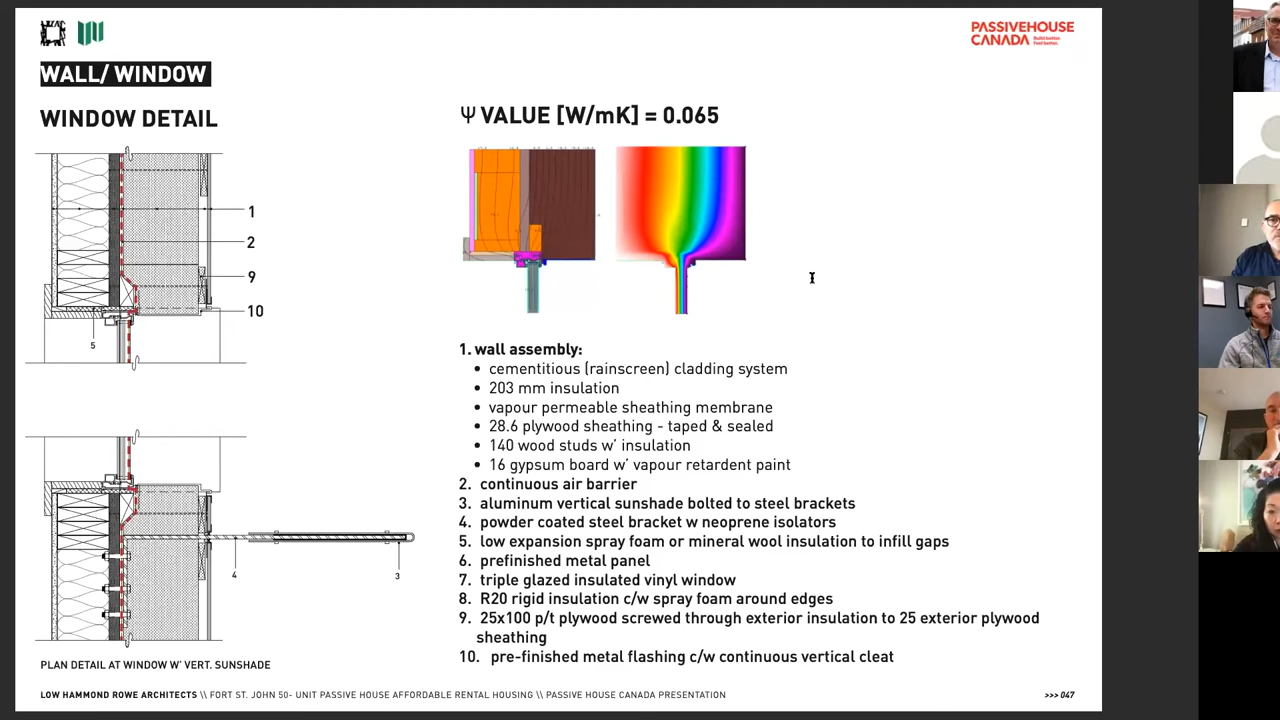 PASSIVEHOUSE
CANADA Build better.
Feel better.
WALL/ WINDOW
WINDOW DETAIL
Ψ VALUE [W/mK] = 0.065
1
2
9
10
5
4
3
1. wall assembly:
• cementitious (rainscreen) cladding system
• 203 mm insulation
• vapour permeable sheathing membrane
• 28.6 plywood sheathing - taped & sealed
• 140 wood studs w' insulation
• 16 gypsum board w' vapour retardent paint
2. continuous air barrier
3. aluminum vertical sunshade bolted to steel brackets
4. powder coated steel bracket w neoprene isolators
5. low expansion spray foam or mineral wool insulation to infill gaps
6. prefinished metal panel
7. triple glazed insulated vinyl window
8. R20 rigid insulation c/w spray foam around edges
9. 25x100 p/t plywood screwed through exterior insulation to 25 exterior plywood
sheathing
10. pre-finished metal flashing c/w continuous vertical cleat
PLAN DETAIL AT WINDOW W' VERT. SUNSHADE
LOW HAMMOND ROWE ARCHITECTS \\ FORT ST. JOHN 50- UNIT PASSIVE HOUSE AFFORDABLE RENTAL HOUSING \\ PASSIVE HOUSE CANADA PRESENTATION
>>> 047